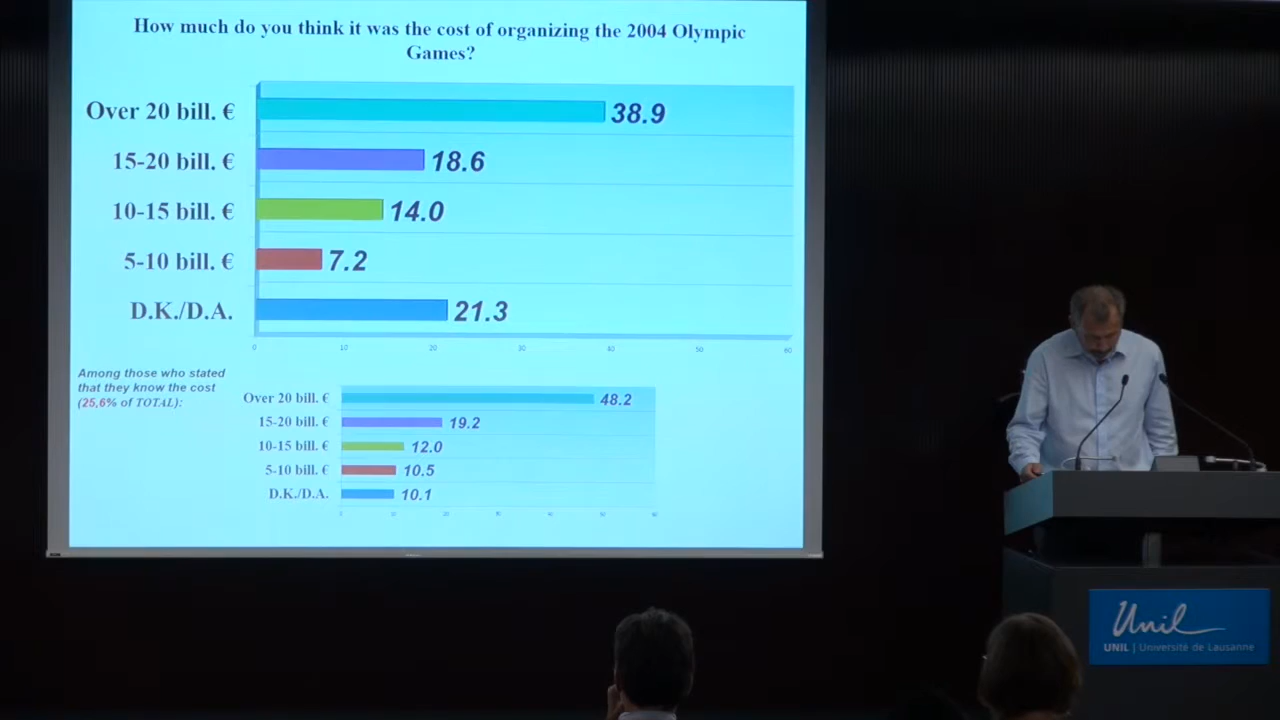 How much do you think it was the cost of organizing the 2004 Olympic
Games?
Over 20 bill. € 38.9
15-20 bill. € 18.6
10-15 bill. € 14.0
5-10 bill. € 7.2
D.K./D.A. 21.3
0 10 20 30 40 50 60
Among those who stated
that they know the cost
(25,6% of TOTAL):
Over 20 bill. € 48.2
15-20 bill. € 19.2
10-15 bill. € 12.0
5-10 bill. € 10.5
D.K./D.A. 10.1
Unil
UNIL | Université de Lausanne